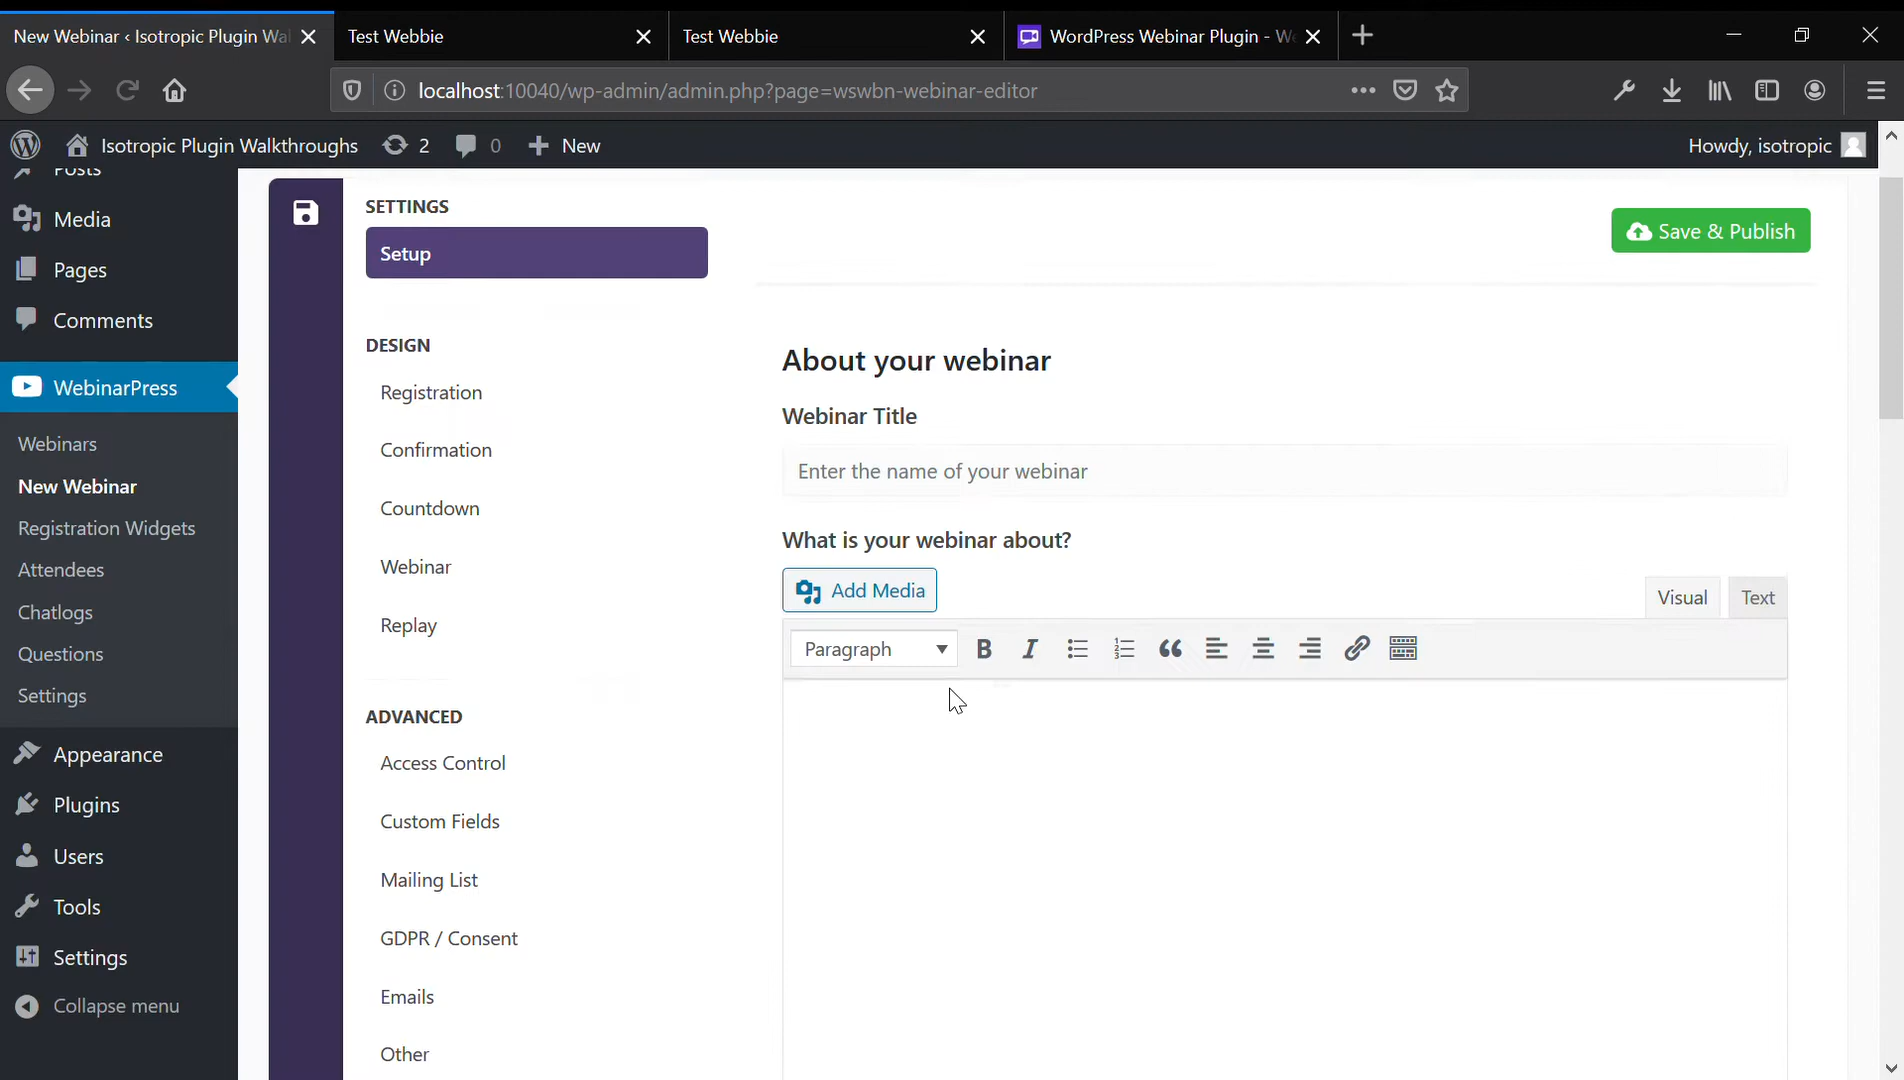 New Webinar ‹ Isotropic Plugin Wal
Test Webbie
Test Webbie
WordPress Webinar Plugin - We
localhost:10040/wp-admin/admin.php?page=wswbn-webinar-editor
Isotropic Plugin Walkthroughs
2
0
New
Howdy, isotropic
Posts
Media
Pages
Comments
WebinarPress
Webinars
New Webinar
Registration Widgets
Attendees
Chatlogs
Questions
Settings
Appearance
Plugins
Users
Tools
Settings
Collapse menu
SETTINGS
Setup
DESIGN
Registration
Confirmation
Countdown
Webinar
Replay
ADVANCED
Access Control
Custom Fields
Mailing List
GDPR / Consent
Emails
Other
Save & Publish
About your webinar
Webinar Title
Enter the name of your webinar
What is your webinar about?
Add Media
Visual
Text
Paragraph
B
I